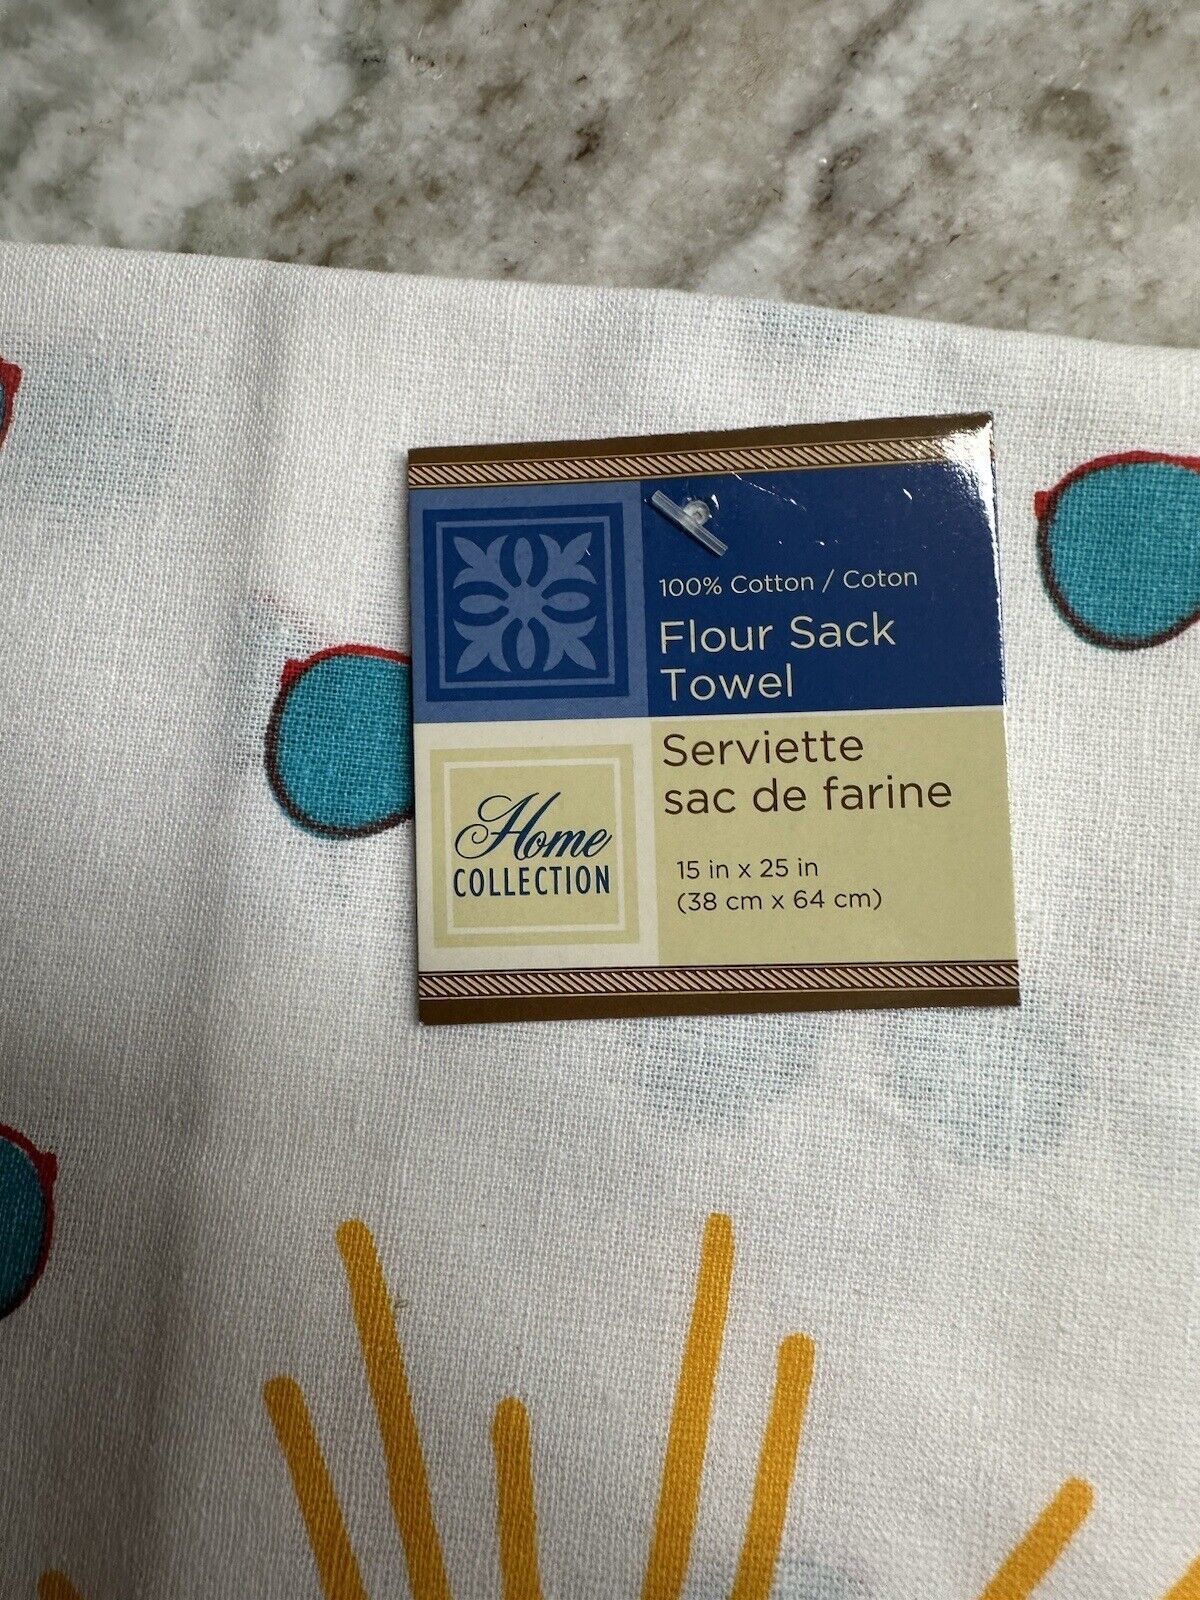 100% Cotton / Coton
Flour Sack
Towel
Serviette
sac de farine
15 in x 25 in
(38 cm x 64 cm)
Home
COLLECTION